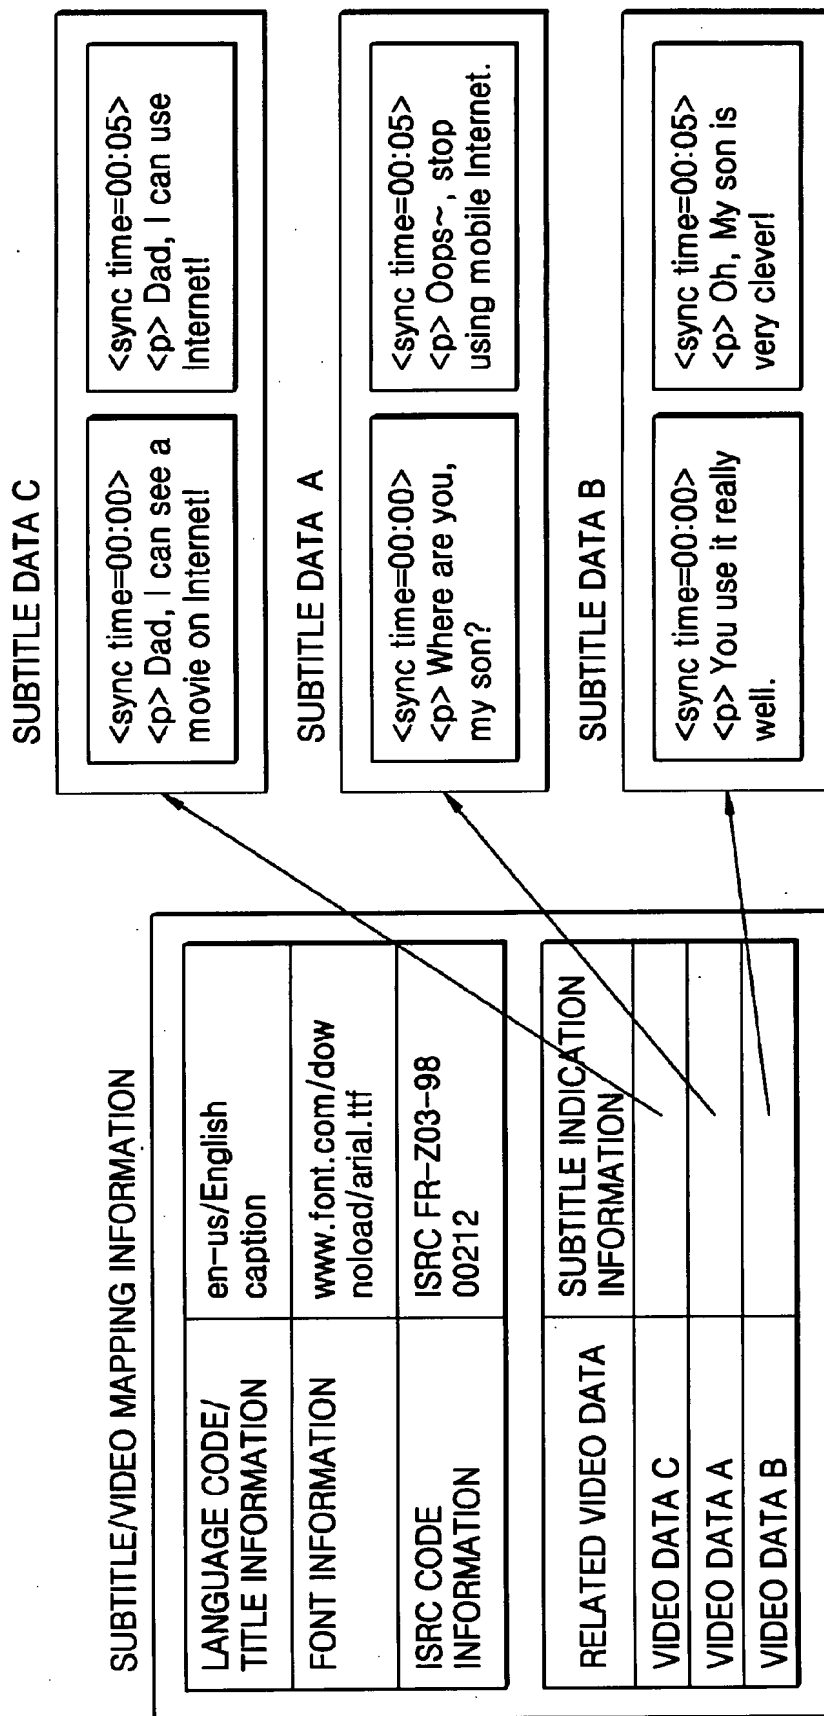 SUBTITLE/VIDEO MAPPING INFORMATION
LANGUAGE CODE/
TITLE INFORMATION
en-us/English
caption
FONT INFORMATION
www.font.com/dow
noload/arial.ttf
ISRC CODE
INFORMATION
ISRC FR-Z03-98
00212
RELATED VIDEO DATA
SUBTITLE INDICATION
INFORMATION
VIDEO DATA C
VIDEO DATA A
VIDEO DATA B
SUBTITLE DATA C
<sync time=00:00>
<p> Dad, I can see a
movie on Internet!
<sync time=00:05>
<p> Dad, I can use
Internet!
SUBTITLE DATA A
<sync time=00:00>
<p> Where are you,
my son?
<sync time=00:05>
<p> Oops~, stop
using mobile Internet.
SUBTITLE DATA B
<sync time=00:00>
<p> You use it really
well.
<sync time=00:05>
<p> Oh, My son is
very clever!